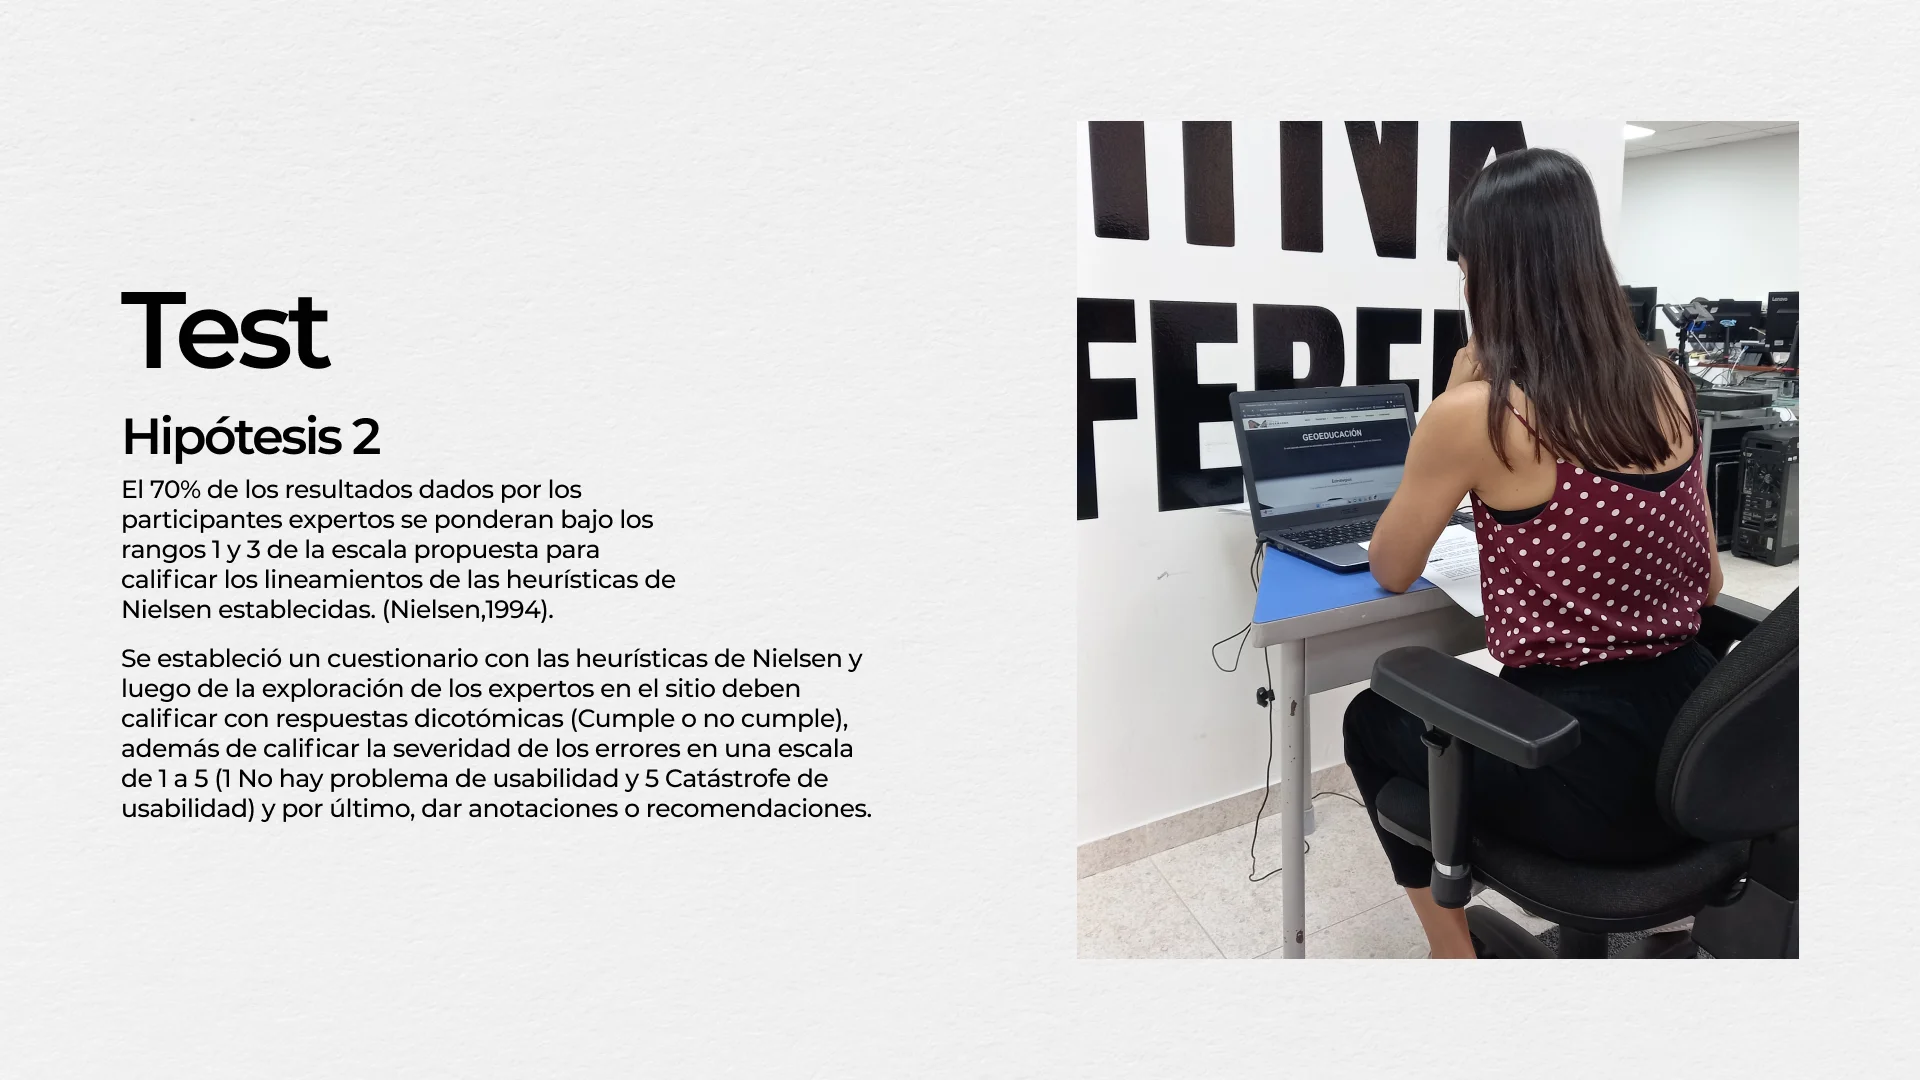 Test
Hipótesis 2
El 70% de los resultados dados por los
participantes expertos se ponderan bajo los
rangos 1 y 3 de la escala propuesta para
calificar los lineamientos de las heurísticas de
Nielsen establecidas. (Nielsen,1994).
Se estableció un cuestionario con las heurísticas de Nielsen y
luego de la exploración de los expertos en el sitio deben
calificar con respuestas dicotómicas (Cumple o no cumple),
además de calificar la severidad de los errores en una escala
de 1 a 5 (1 No hay problema de usabilidad y 5 Catástrofe de
usabilidad) y por último, dar anotaciones o recomendaciones.
GEOEDUCACIÓN
Lenovo